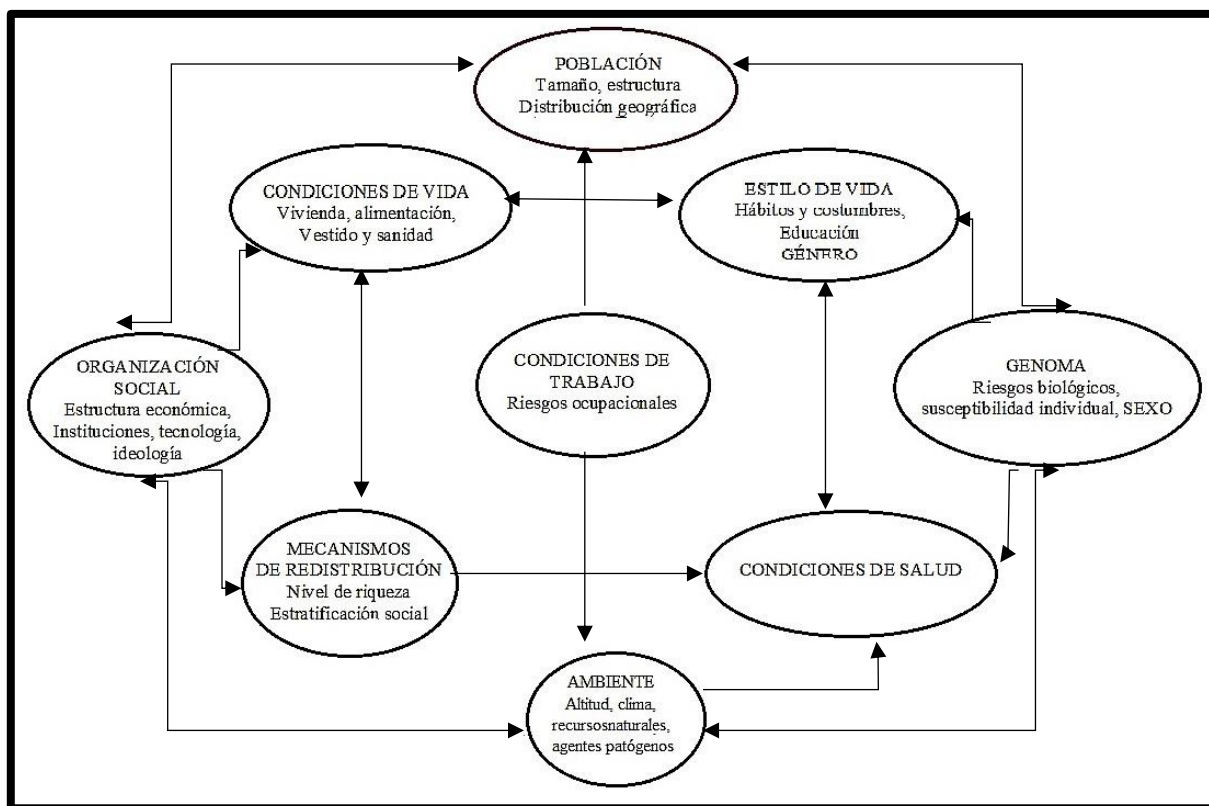 POBLACIÓN
Tamaño, estructura
Distribución geográfica
CONDICIONES DE VIDA
Vivienda, alimentación,
Vestido y sanidad
ESTILO DE VIDA
Hábitos y costumbres,
Educación
GÉNERO
ORGANIZACIÓN
SOCIAL
Estructura económica,
Instituciones, tecnología,
ideología
CONDICIONES DE
TRABAJO
Riesgos ocupacionales
GENOMA
Riesgos biológicos,
susceptibilidad individual, SEXO
MECANISMOS
DE REDISTRIBUCIÓN
Nivel de riqueza
Estratificación social
CONDICIONES DE SALUD
AMBIENTE
Altitud, clima,
recursosnaturales,
agentes patógenos